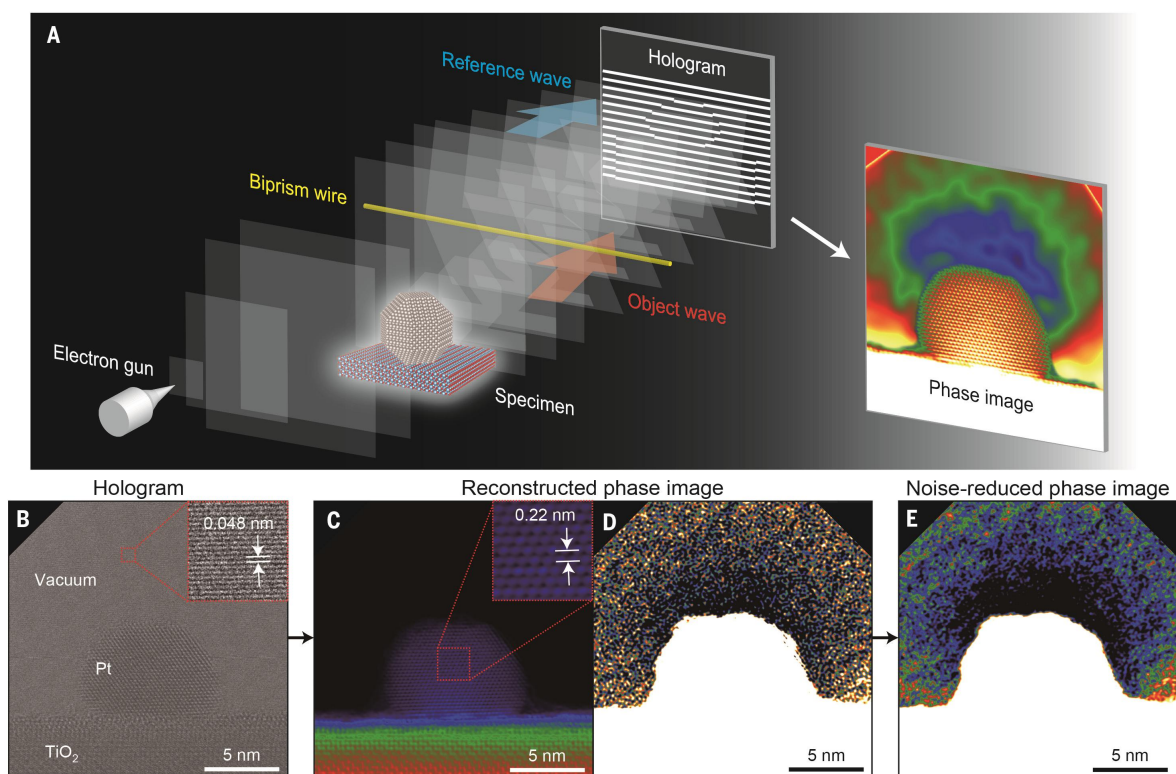 A
Hologram
Reference wave
Biprism wire
Object wave
Electron gun
Specimen
Phase image
Hologram
Reconstructed phase image
Noise-reduced phase image
B
0.048 nm
Vacuum
Pt
TiO₂
5 nm
C
0.22 nm
5 nm
D
5 nm
E
5 nm